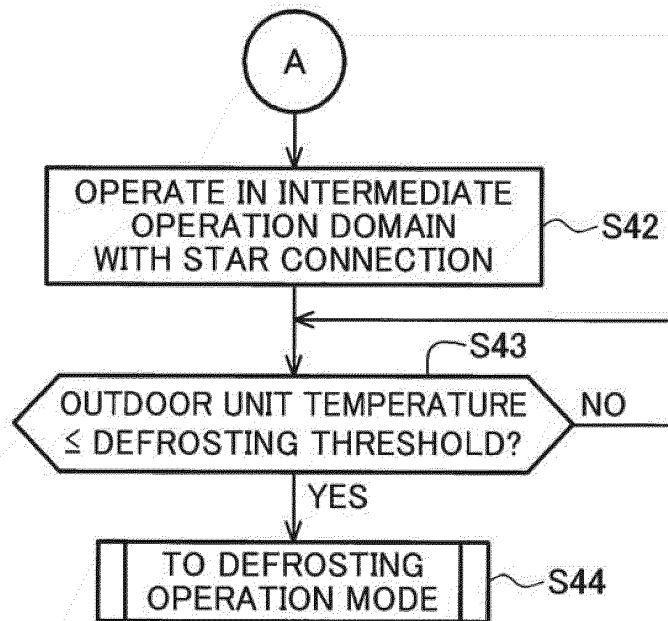 A
OPERATE IN INTERMEDIATE
OPERATION DOMAIN
WITH STAR CONNECTION
S42
S43
OUTDOOR UNIT TEMPERATURE
≦ DEFROSTING THRESHOLD?
NO
YES
TO DEFROSTING
OPERATION MODE
S44